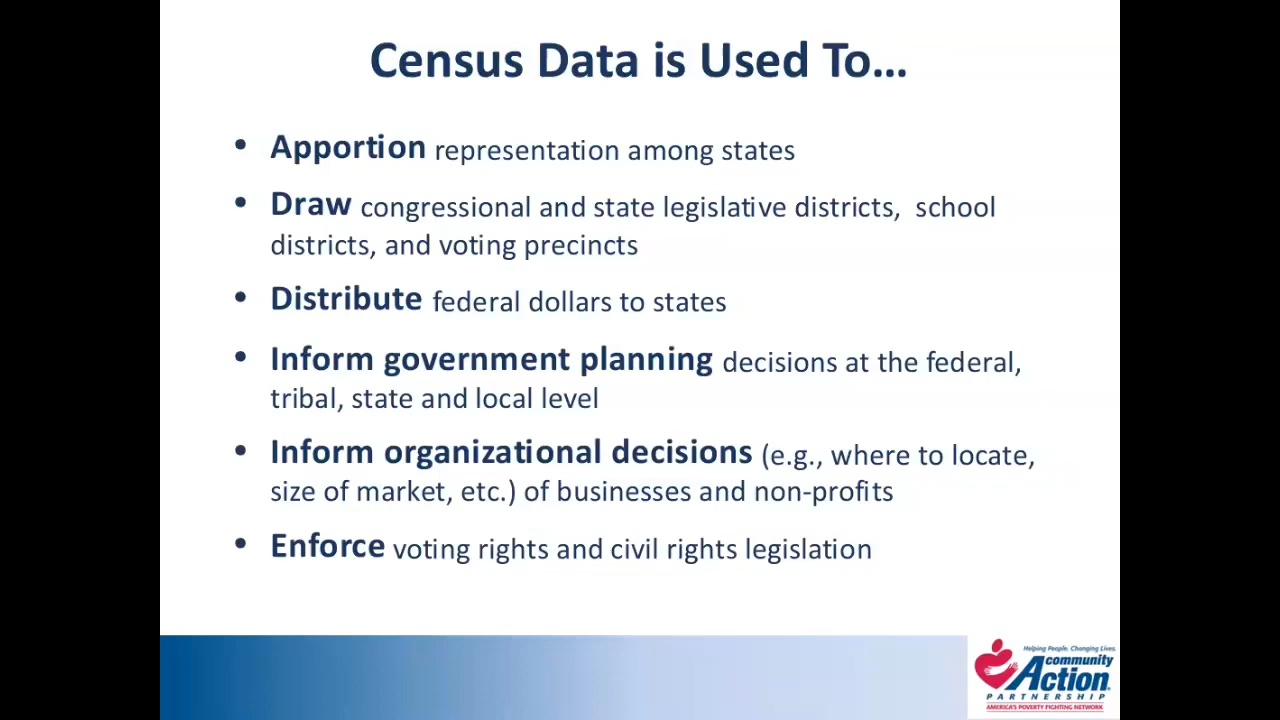 Census Data is Used To...
• Apportion representation among states
• Draw congressional and state legislative districts, school
districts, and voting precincts
• Distribute federal dollars to states
• Inform government planning decisions at the federal,
tribal, state and local level
• Inform organizational decisions (e.g., where to locate,
size of market, etc.) of businesses and non-profits
• Enforce voting rights and civil rights legislation
Helping People. Changing Lives.
community
Action
PARTNERSHIP
AMERICA'S POVERTY FIGHTING NETWORK